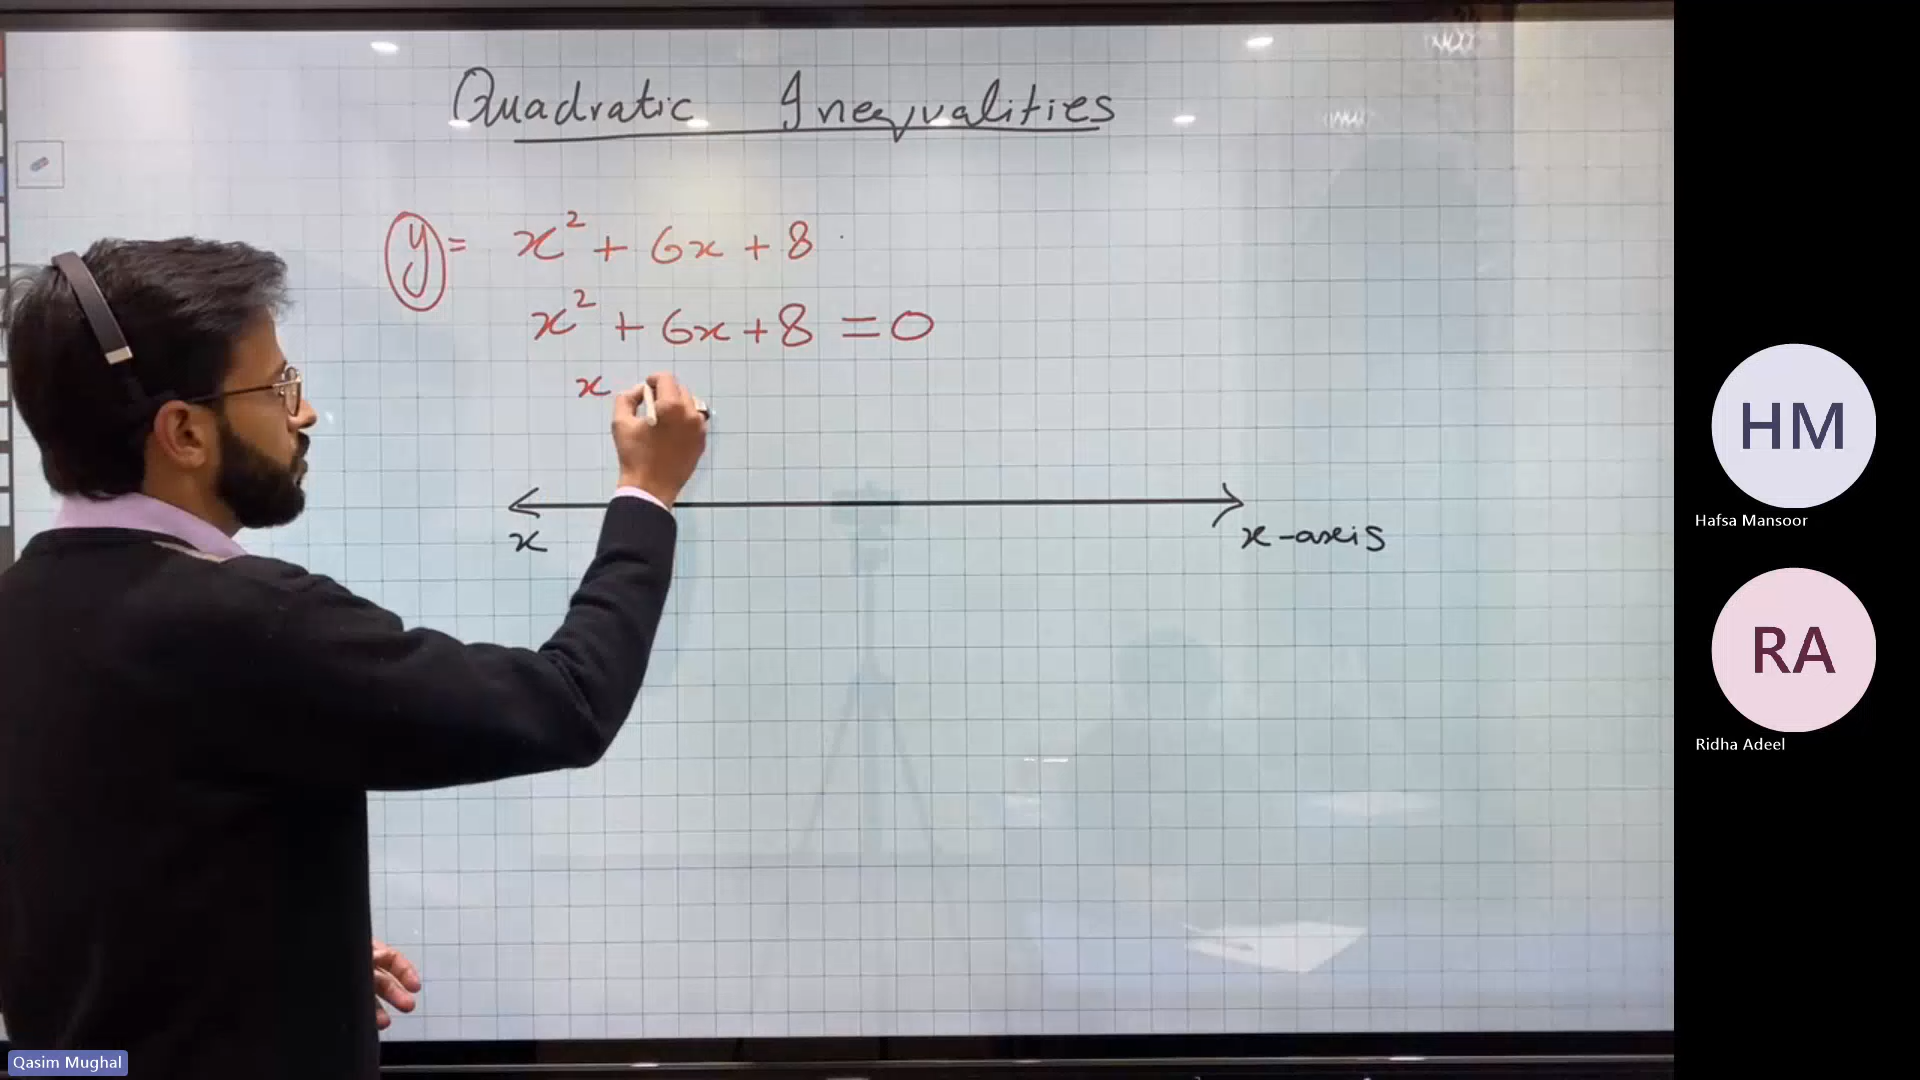 Quadratic Inequalities
y = x² + 6x + 8
x² + 6x + 8 = 0
x
x
x-axis
HM
Hafsa Mansoor
RA
Ridha Adeel
Qasim Mughal